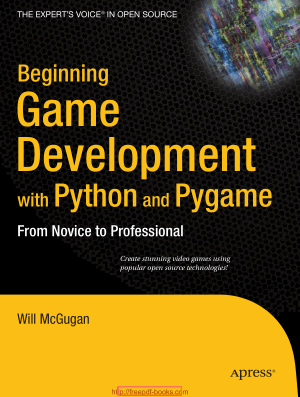 THE EXPERT'S VOICE® IN OPEN SOURCE
Beginning
Game
Development
with Python and Pygame
From Novice to Professional
Create stunning video games using
popular open source technologies!
Will McGugan
Apress®
http://freepdf-books.com